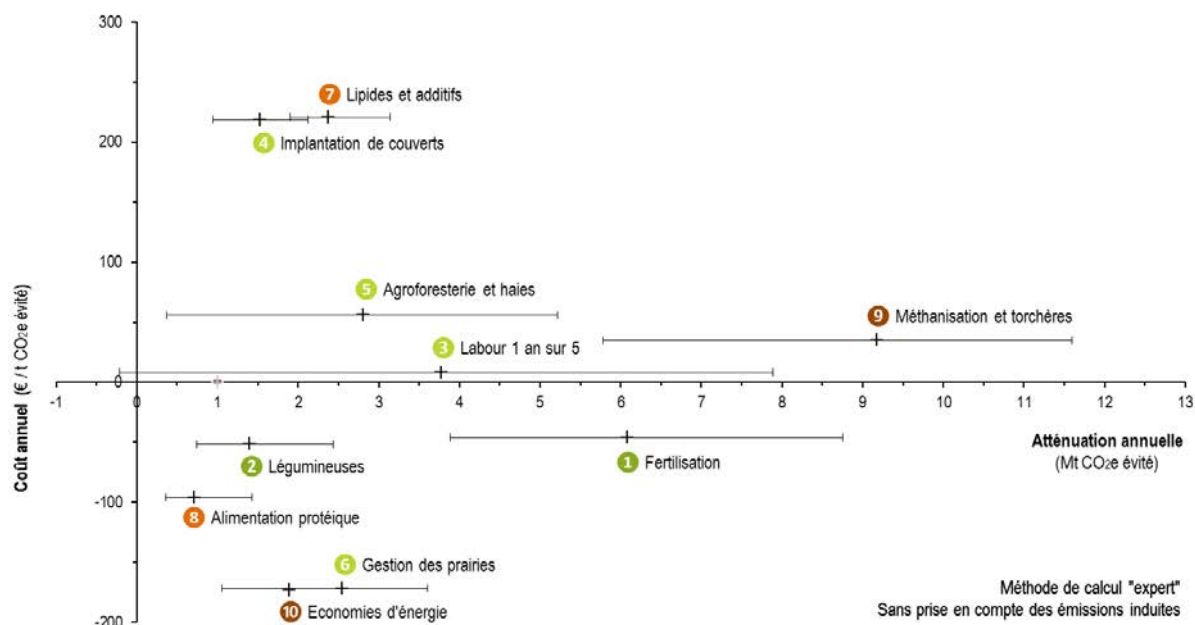 300
7 Lipides et additifs
200
4 Implantation de couverts
100
5 Agroforesterie et haies
9 Méthanisation et torchères
3 Labour 1 an sur 5
Coût annuel (€ / t CO2e évité)
0
-1 0 1 2 3 4 5 6 7 8 9 10 11 12 13
Atténuation annuelle
(Mt CO2e évité)
2 Légumineuses
1 Fertilisation
-100
8 Alimentation protéique
6 Gestion des prairies
10 Economies d'énergie
Méthode de calcul "expert"
Sans prise en compte des émissions induites
-200